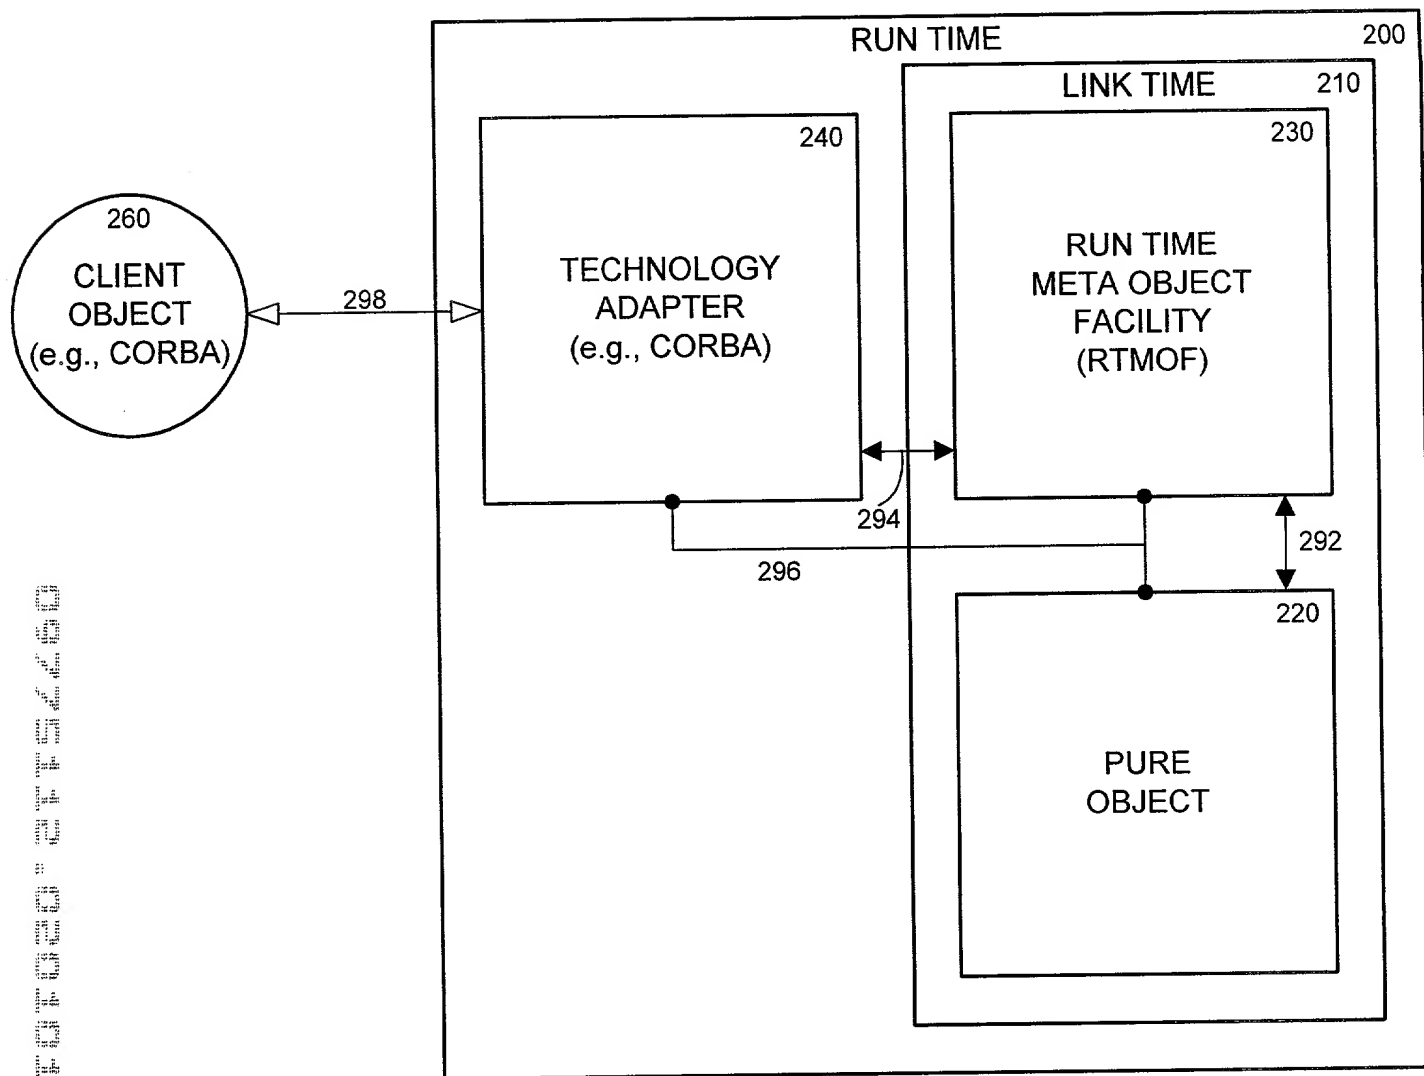 RUN TIME
200
LINK TIME
210
240
230
260
CLIENT
OBJECT
(e.g., CORBA)
298
TECHNOLOGY
ADAPTER
(e.g., CORBA)
RUN TIME
META OBJECT
FACILITY
(RTMOF)
294
296
292
220
PURE
OBJECT